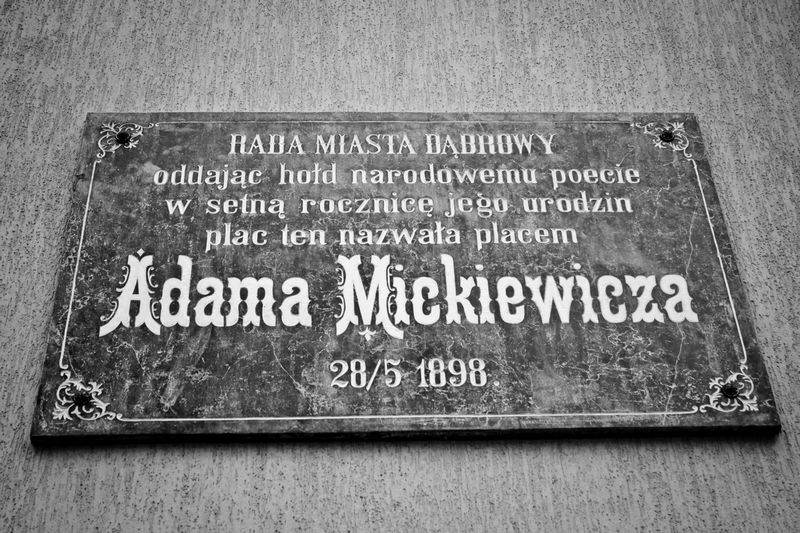 RADA MIASTA DĄBROWY
oddając hołd narodowemu poecie
w setną rocznicę jego urodzin
plac ten nazwała placem
Adama Mickiewicza
28/5 1898.